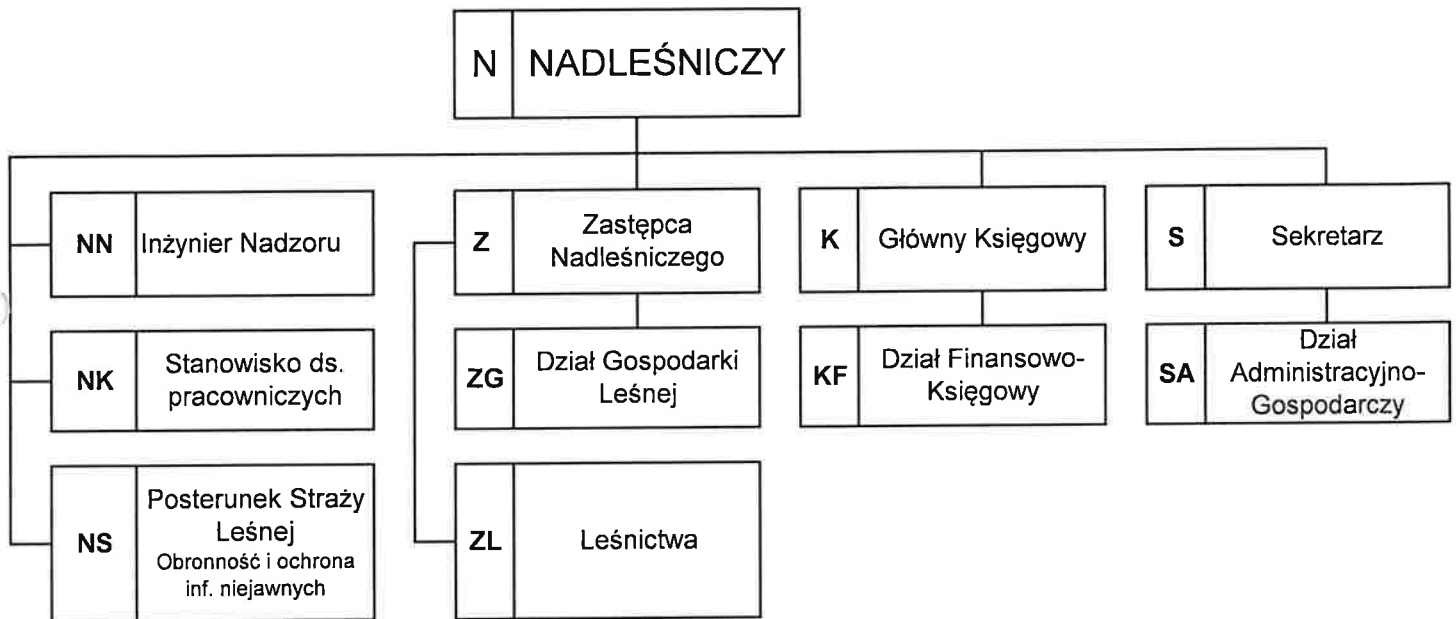 N NADLEŚNICZY
NN Inżynier Nadzoru
NK Stanowisko ds.
pracowniczych
NS Posterunek Straży
Leśnej
Obronność i ochrona
inf. niejawnych
Z Zastępca
Nadleśniczego
ZG Dział Gospodarki
Leśnej
ZL Leśnictwa
K Główny Księgowy
KF Dział Finansowo-
Księgowy
S Sekretarz
SA Dział
Administracyjno-
Gospodarczy